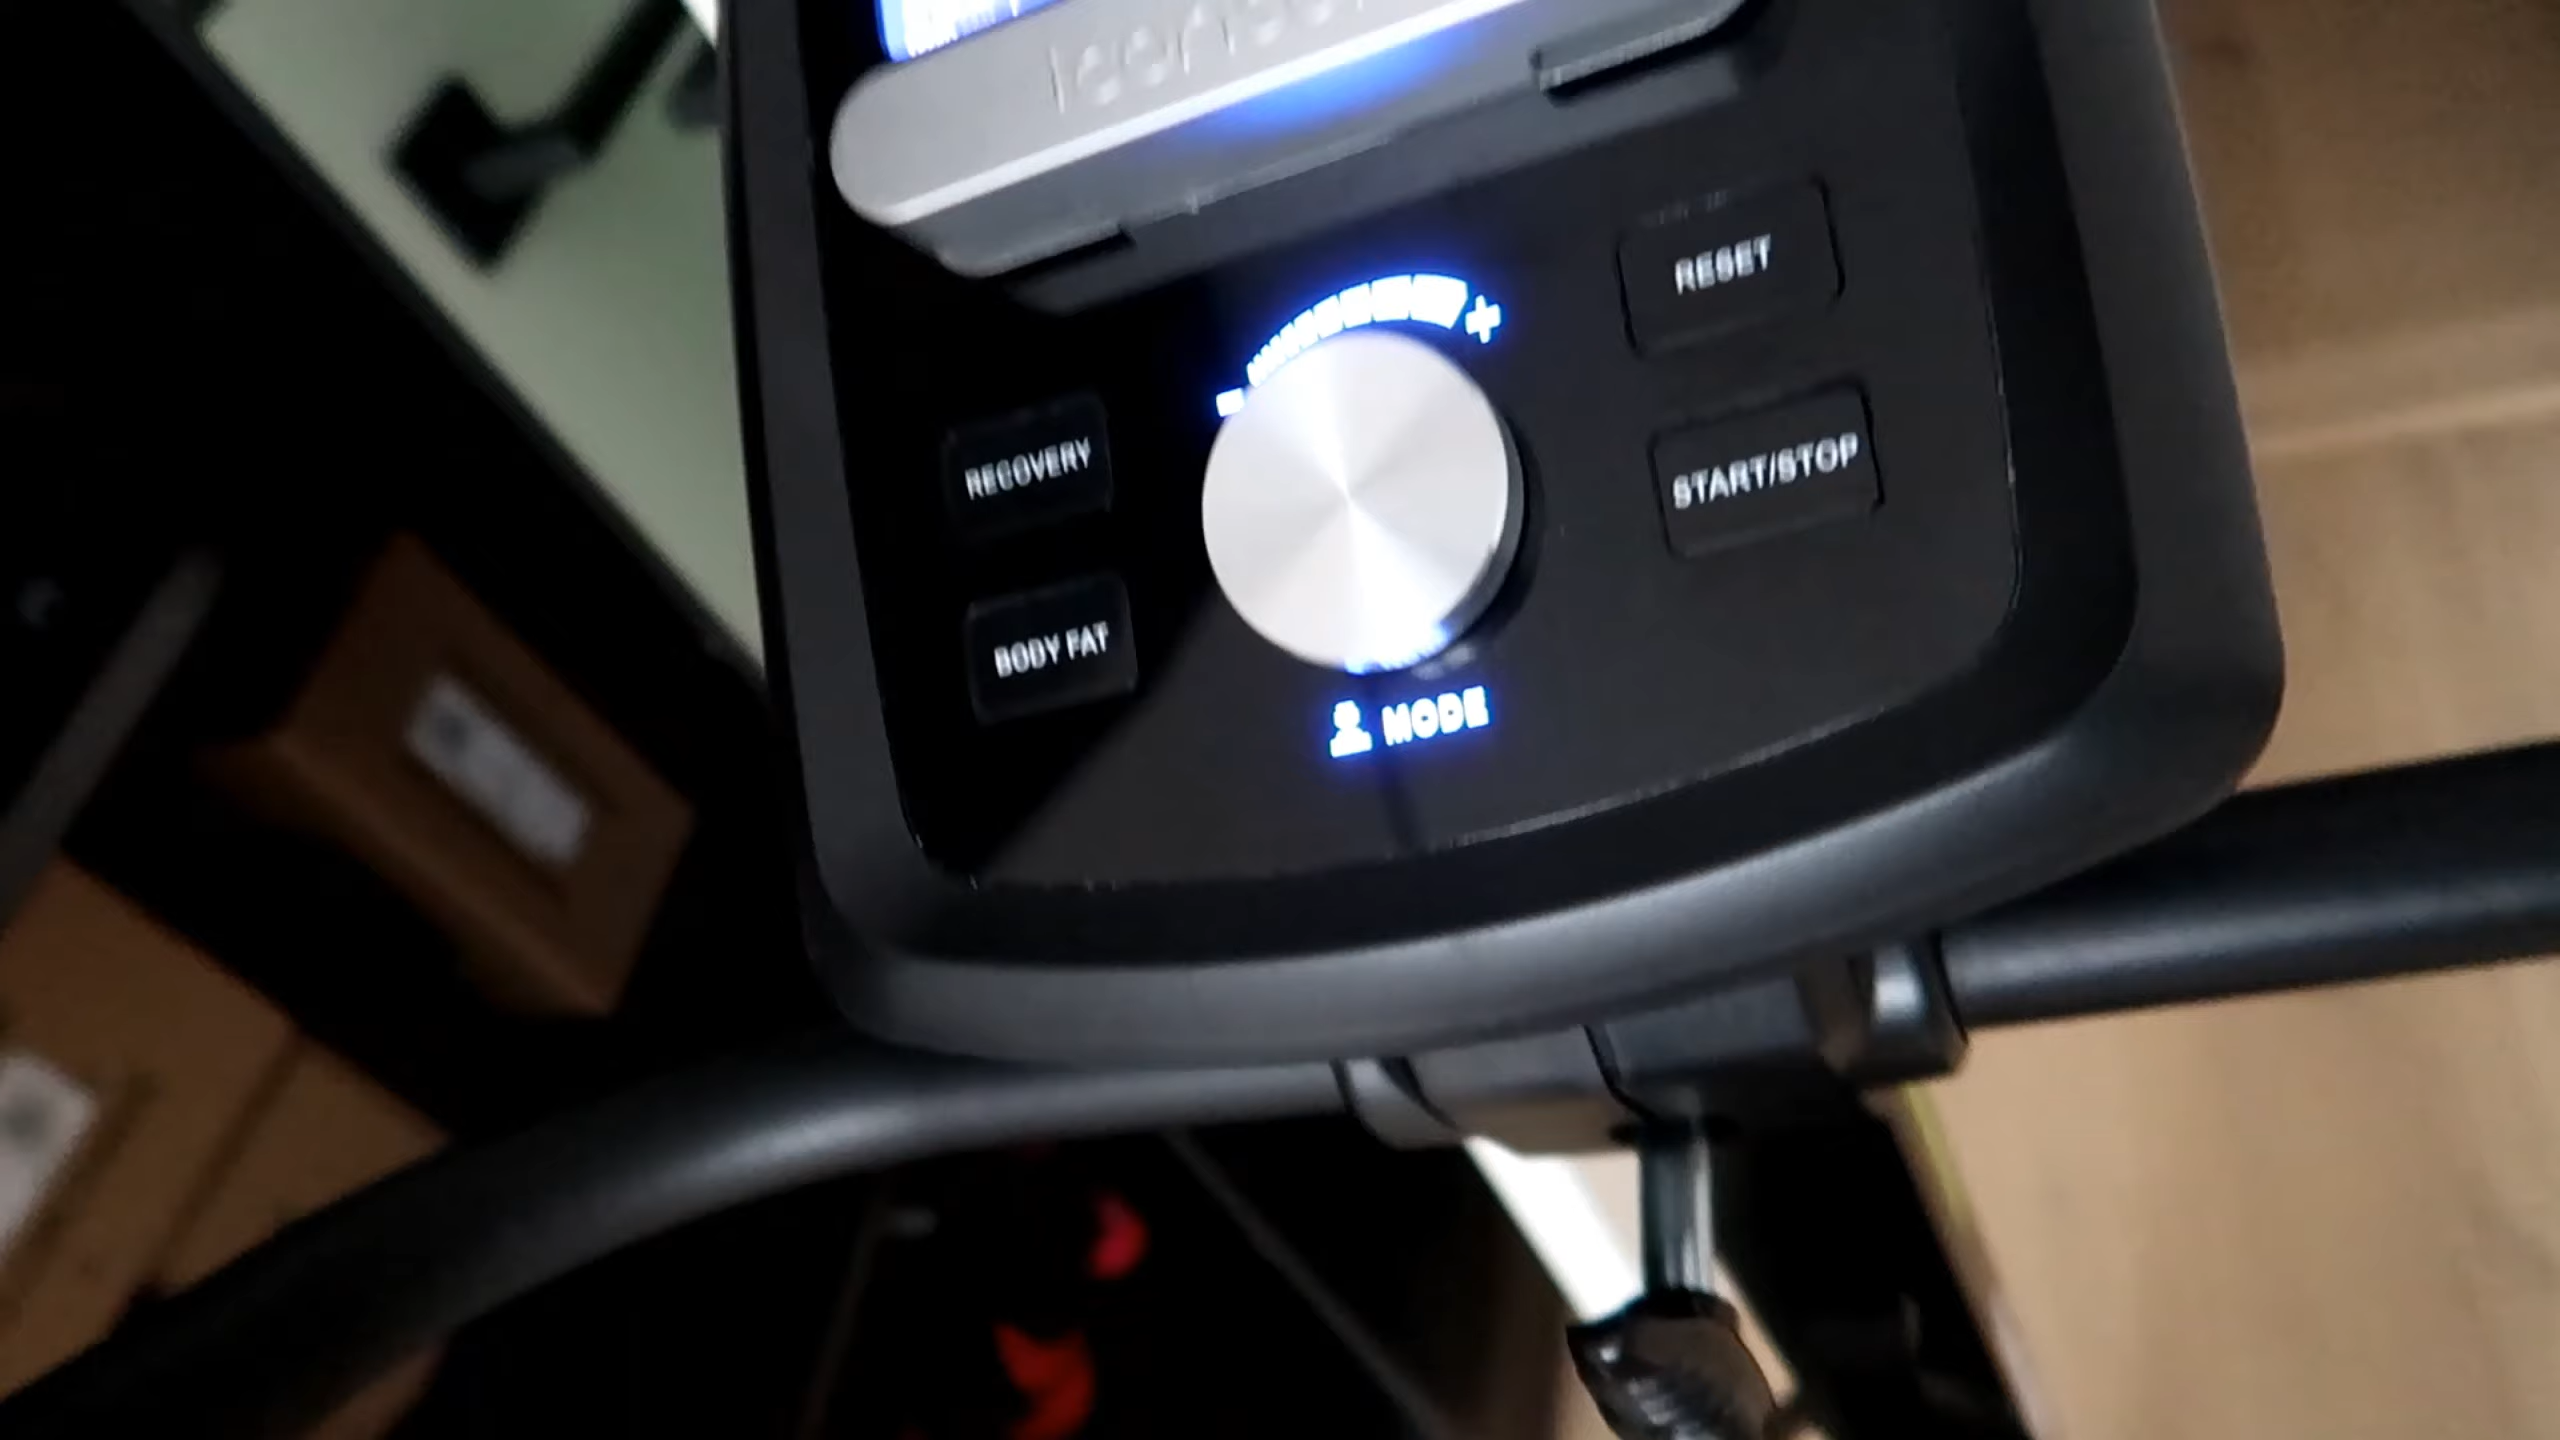 RESET
RECOVERY
START/STOP
BODY FAT
- +
MODE